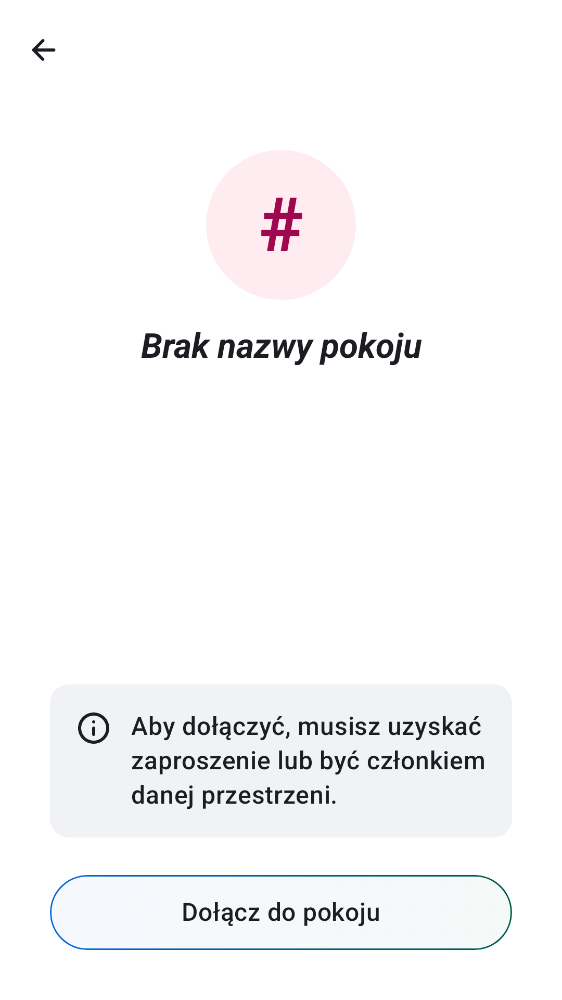 #
Brak nazwy pokoju
Aby dołączyć, musisz uzyskać
zaproszenie lub być członkiem
danej przestrzeni.
Dołącz do pokoju